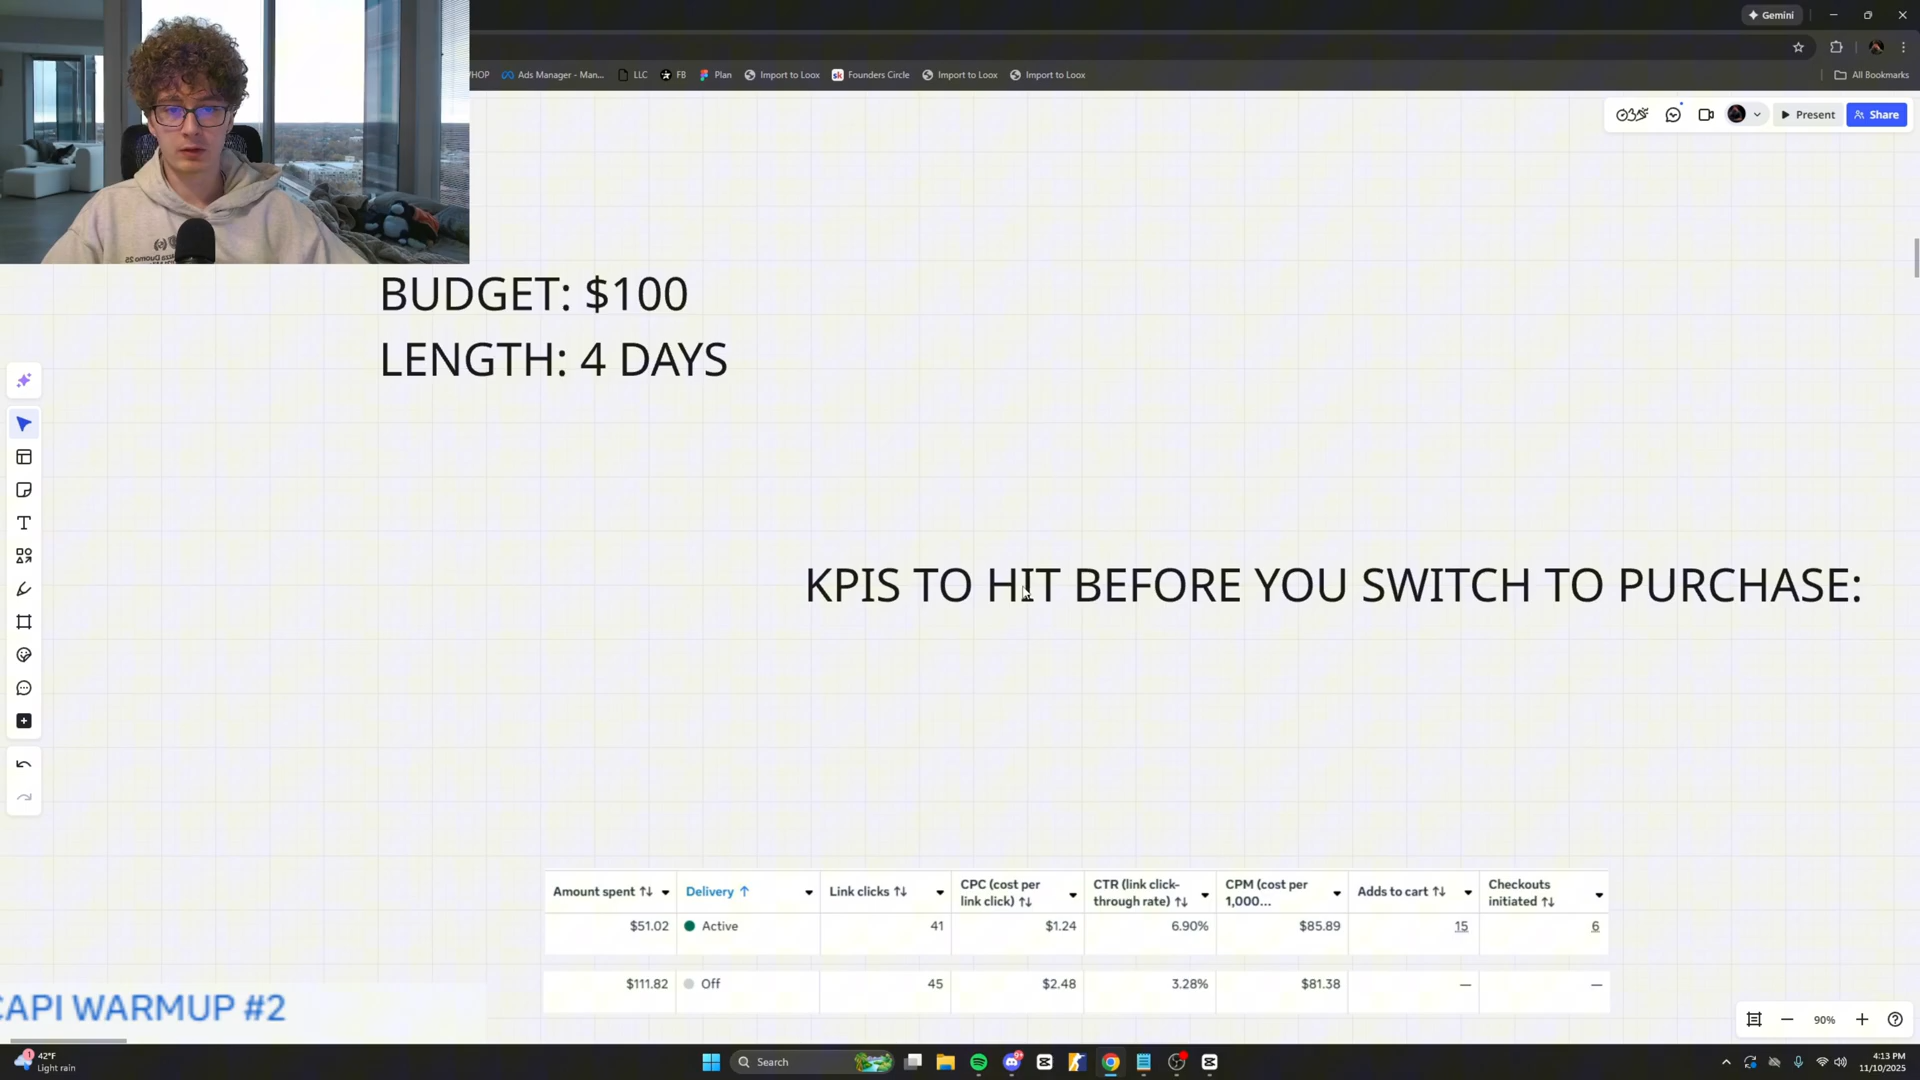 Gemini
HOP
Ads Manager - Man...
LLC
FB
Plan
Import to Loox
sk Founders Circle
Import to Loox
Import to Loox
All Bookmarks
Present
Share
BUDGET: $100
LENGTH: 4 DAYS
KPIS TO HIT BEFORE YOU SWITCH TO PURCHASE:
Amount spent Delivery Link clicks CPC (cost per link click) CTR (link click-through rate) CPM (cost per 1,000... Adds to cart Checkouts initiated
$51.02 Active 41 $1.24 6.90% $85.89 15 6
$111.82 Off 45 $2.48 3.28% $81.38 — —
CAPI WARMUP #2
90%
1
42°F
Light rain
Search
4:13 PM
11/10/2025